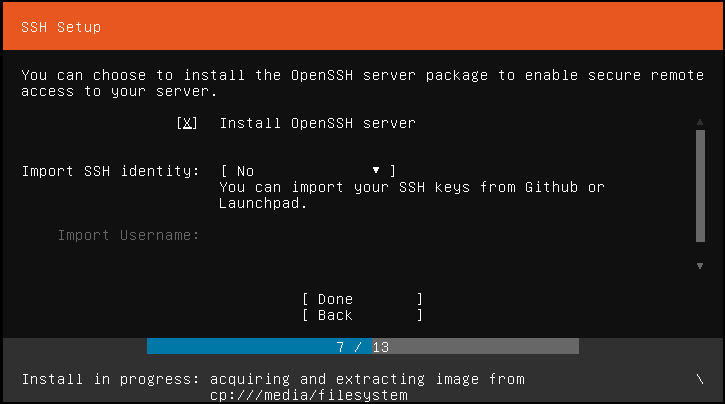 SSH Setup
You can choose to install the OpenSSH server package to enable secure remote
access to your server.
[X] Install OpenSSH server
Import SSH identity: [ No ▼ ]
You can import your SSH keys from Github or
Launchpad.
Import Username:
[ Done ]
[ Back ]
7 / 13
Install in progress: acquiring and extracting image from \
cp:///media/filesystem